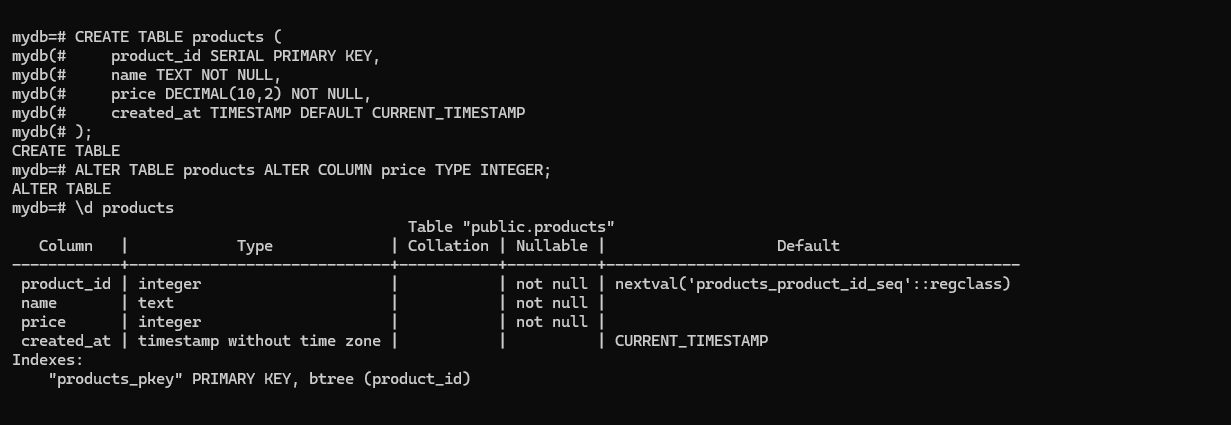 mydb=# CREATE TABLE products (
mydb(#     product_id SERIAL PRIMARY KEY,
mydb(#     name TEXT NOT NULL,
mydb(#     price DECIMAL(10,2) NOT NULL,
mydb(#     created_at TIMESTAMP DEFAULT CURRENT_TIMESTAMP
mydb(# );
CREATE TABLE
mydb=# ALTER TABLE products ALTER COLUMN price TYPE INTEGER;
ALTER TABLE
mydb=# \d products
                                            Table "public.products"
   Column   |            Type             | Collation | Nullable |                   Default
------------+-----------------------------+-----------+----------+----------------------------------------------
 product_id | integer                     |           | not null | nextval('products_product_id_seq'::regclass)
 name       | text                        |           | not null |
 price      | integer                     |           | not null |
 created_at | timestamp without time zone |           |          | CURRENT_TIMESTAMP
Indexes:
    "products_pkey" PRIMARY KEY, btree (product_id)